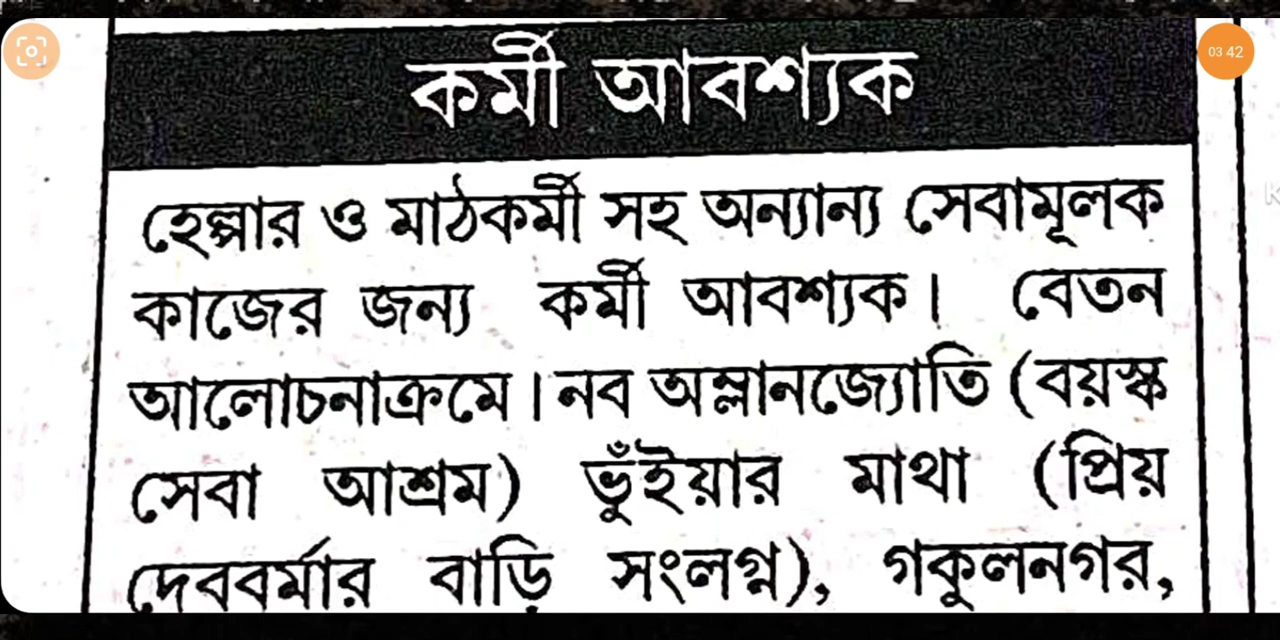 03 42
কর্মী আবশ্যক
হেল্পার ও মাঠকর্মী সহ অন্যান্য সেবামূলক
কাজের জন্য কর্মী আবশ্যক। বেতন
আলোচনাক্রমে। নব অম্লানজ্যোতি (বয়স্ক
সেবা আশ্রম) ভুঁইয়ার মাথা (প্রিয়
দেববর্মার বাড়ি সংলগ্ন), গকুলনগর,